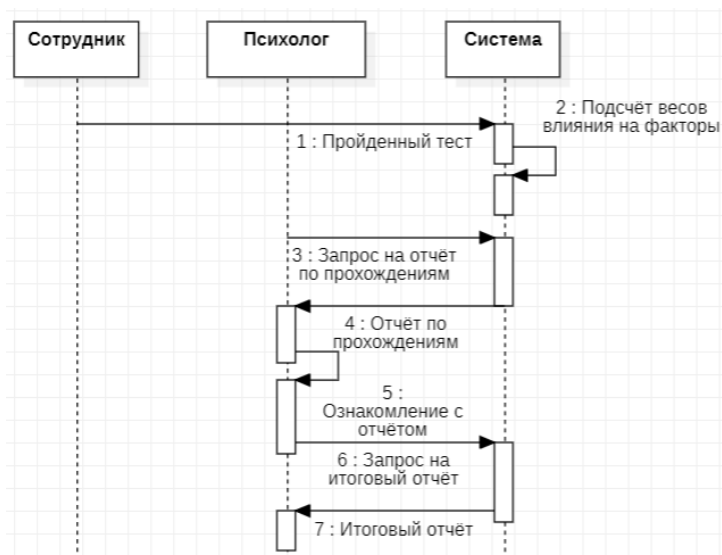 Сотрудник
Психолог
Система
2 : Подсчёт весов
влияния на факторы
1 : Пройденный тест
3 : Запрос на отчёт
по прохождениям
4 : Отчёт по
прохождениям
5 :
Ознакомление с
отчётом
6 : Запрос на
итоговый отчёт
7 : Итоговый отчёт